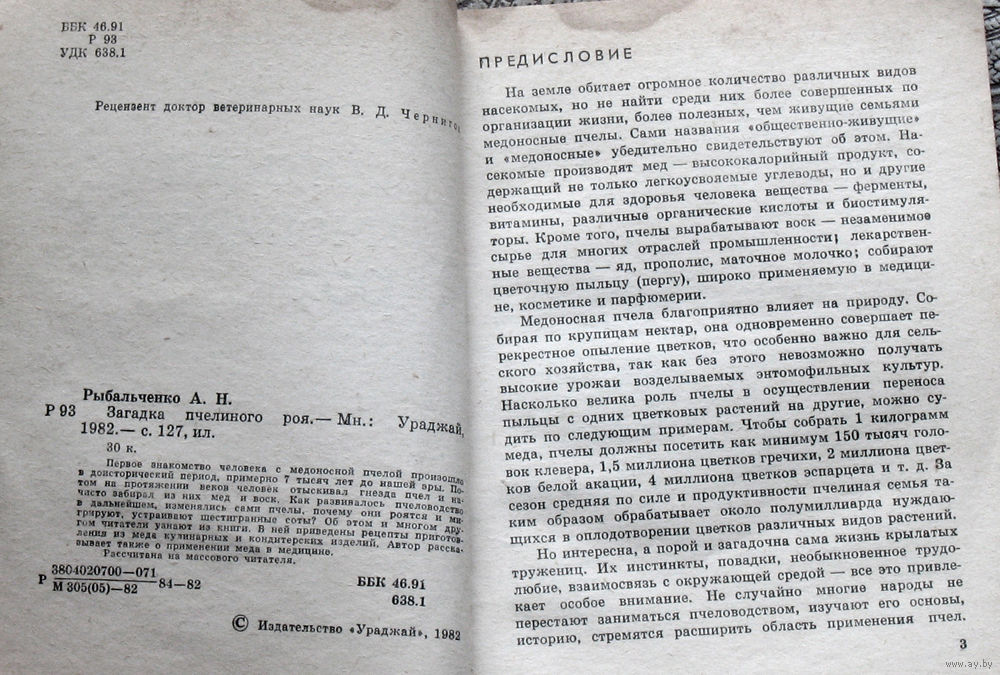 ББК 46.91
Р 93
УДК 638.1
Рецензент доктор ветеринарных наук В. Д. Чернигов
Рыбальченко А. Н.
Р 93 Загадка пчелиного роя.— Мн.: Ураджай,
1982.— с. 127, ил.
30 к.
Первое знакомство человека с медоносной пчелой произошло
в доисторический период, примерно 7 тысяч лет до нашей эры. По-
том на протяжении веков человек отыскивал гнезда пчел и на-
чисто забирал из них мед и воск. Как развивалось пчеловодство
в дальнейшем, изменялись сами пчелы, почему они роятся и ми-
грируют, устраивают шестигранные соты? Об этом и многом дру-
гом читатели узнают из книги. В ней приведены рецепты приготов-
ления из меда кулинарных и кондитерских изделий. Автор расска-
зывает также о применении меда в медицине.
Рассчитана на массового читателя.
Р 3804020700—071
М 305(05)—82 84—82
ББК 46.91
638.1
© Издательство «Ураджай», 1982
ПРЕДИСЛОВИЕ
На земле обитает огромное количество различных видов
насекомых, но не найти среди них более совершенных по
организации жизни, более полезных, чем живущие семьями
медоносные пчелы. Сами названия «общественно-живущие»
и «медоносные» убедительно свидетельствуют об этом. На-
секомые производят мед — высококалорийный продукт, со-
держащий не только легкоусвояемые углеводы, но и другие
необходимые для здоровья человека вещества — ферменты,
витамины, различные органические кислоты и биостимуля-
торы. Кроме того, пчелы вырабатывают воск — незаменимое
сырье для многих отраслей промышленности; лекарствен-
ные вещества — яд, прополис, маточное молочко; собирают
цветочную пыльцу (пергу), широко применяемую в медици-
не, косметике и парфюмерии.
Медоносная пчела благоприятно влияет на природу. Со-
бирая по крупицам нектар, она одновременно совершает пе-
рекрестное опыление цветков, что особенно важно для сель-
ского хозяйства, так как без этого невозможно получать
высокие урожаи возделываемых энтомофильных культур.
Насколько велика роль пчелы в осуществлении переноса
пыльцы с одних цветковых растений на другие, можно су-
дить по следующим примерам. Чтобы собрать 1 килограмм
меда, пчелы должны посетить как минимум 150 тысяч голо-
вок клевера, 1,5 миллиона цветков гречихи, 2 миллиона цвет-
ков белой акации, 4 миллиона цветков эспарцета и т. д. За
сезон средняя по силе и продуктивности пчелиная семья та-
ким образом обрабатывает около полумиллиарда нуждаю-
щихся в оплодотворении цветков различных видов растений.
Но интересна, а порой и загадочна сама жизнь крылатых
тружениц. Их инстинкты, повадки, необыкновенное трудо-
любие, взаимосвязь с окружающей средой — все это привле-
кает особое внимание. Не случайно многие народы не
перестают заниматься пчеловодством, изучают его основы,
историю, стремятся расширить область применения пчел.
3
www.ay.by